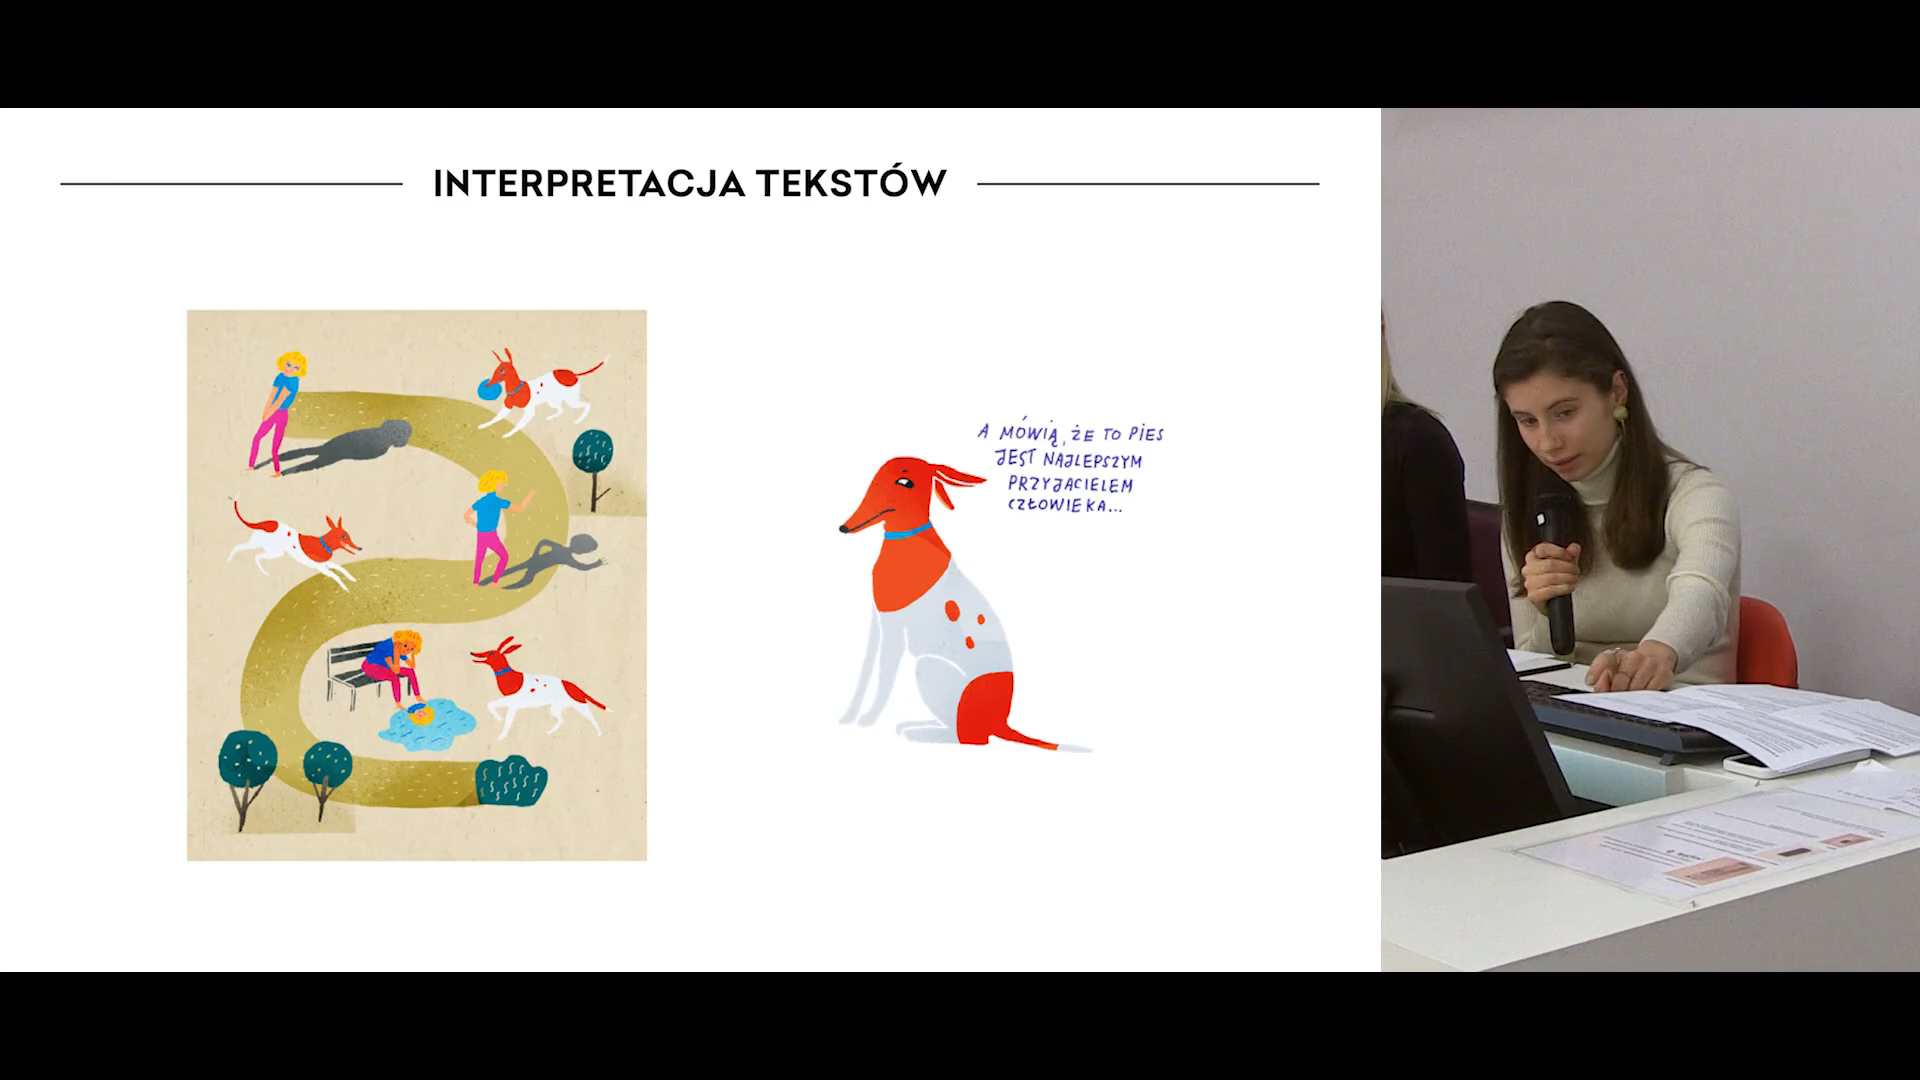 INTERPRETACJA TEKSTÓW
A MÓWIĄ, ŻE TO PIES
JEST NAJLEPSZYM
PRZYJACIELEM
CZŁOWIEKA...